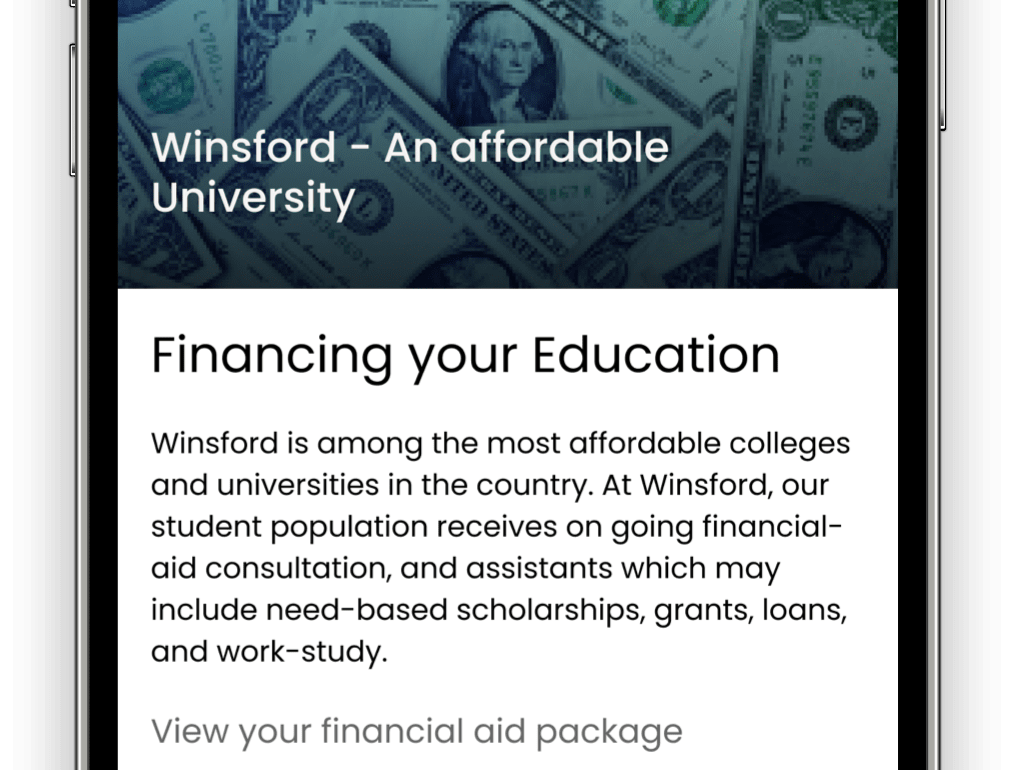 Winsford - An affordable
University
Financing your Education
Winsford is among the most affordable colleges
and universities in the country. At Winsford, our
student population receives on going financial-
aid consultation, and assistants which may
include need-based scholarships, grants, loans,
and work-study.
View your financial aid package